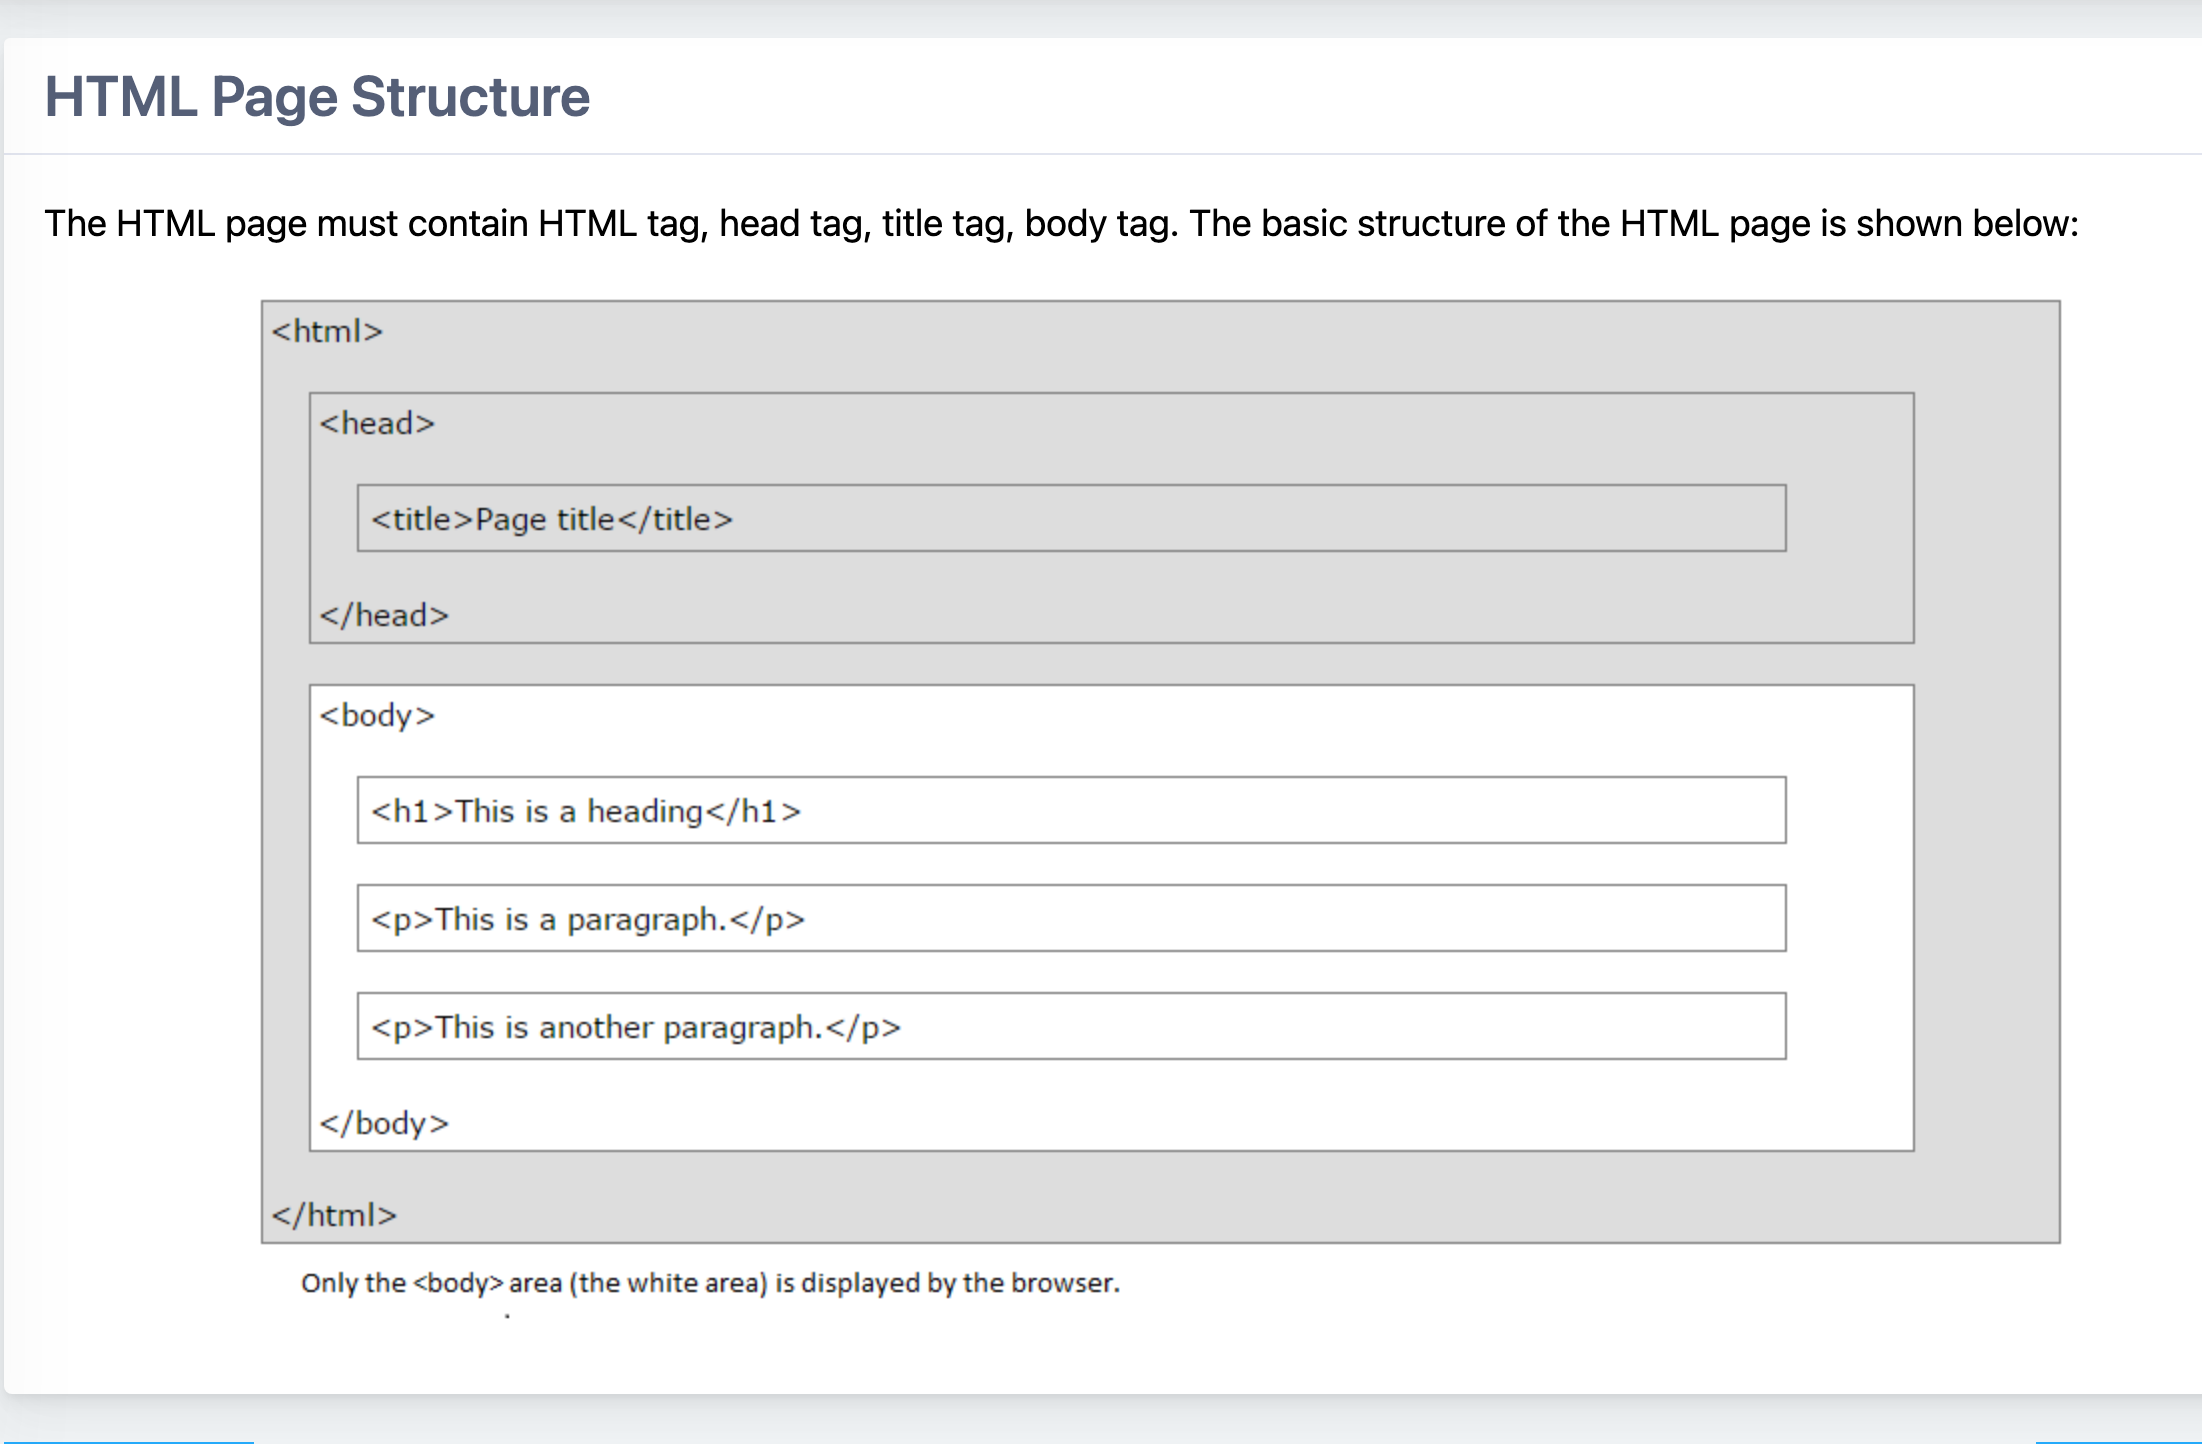 HTML Page Structure
The HTML page must contain HTML tag, head tag, title tag, body tag. The basic structure of the HTML page is shown below:
<html>
<head>
<title>Page title</title>
</head>
<body>
<h1>This is a heading</h1>
<p>This is a paragraph.</p>
<p>This is another paragraph.</p>
</body>
</html>
Only the <body> area (the white area) is displayed by the browser.
.